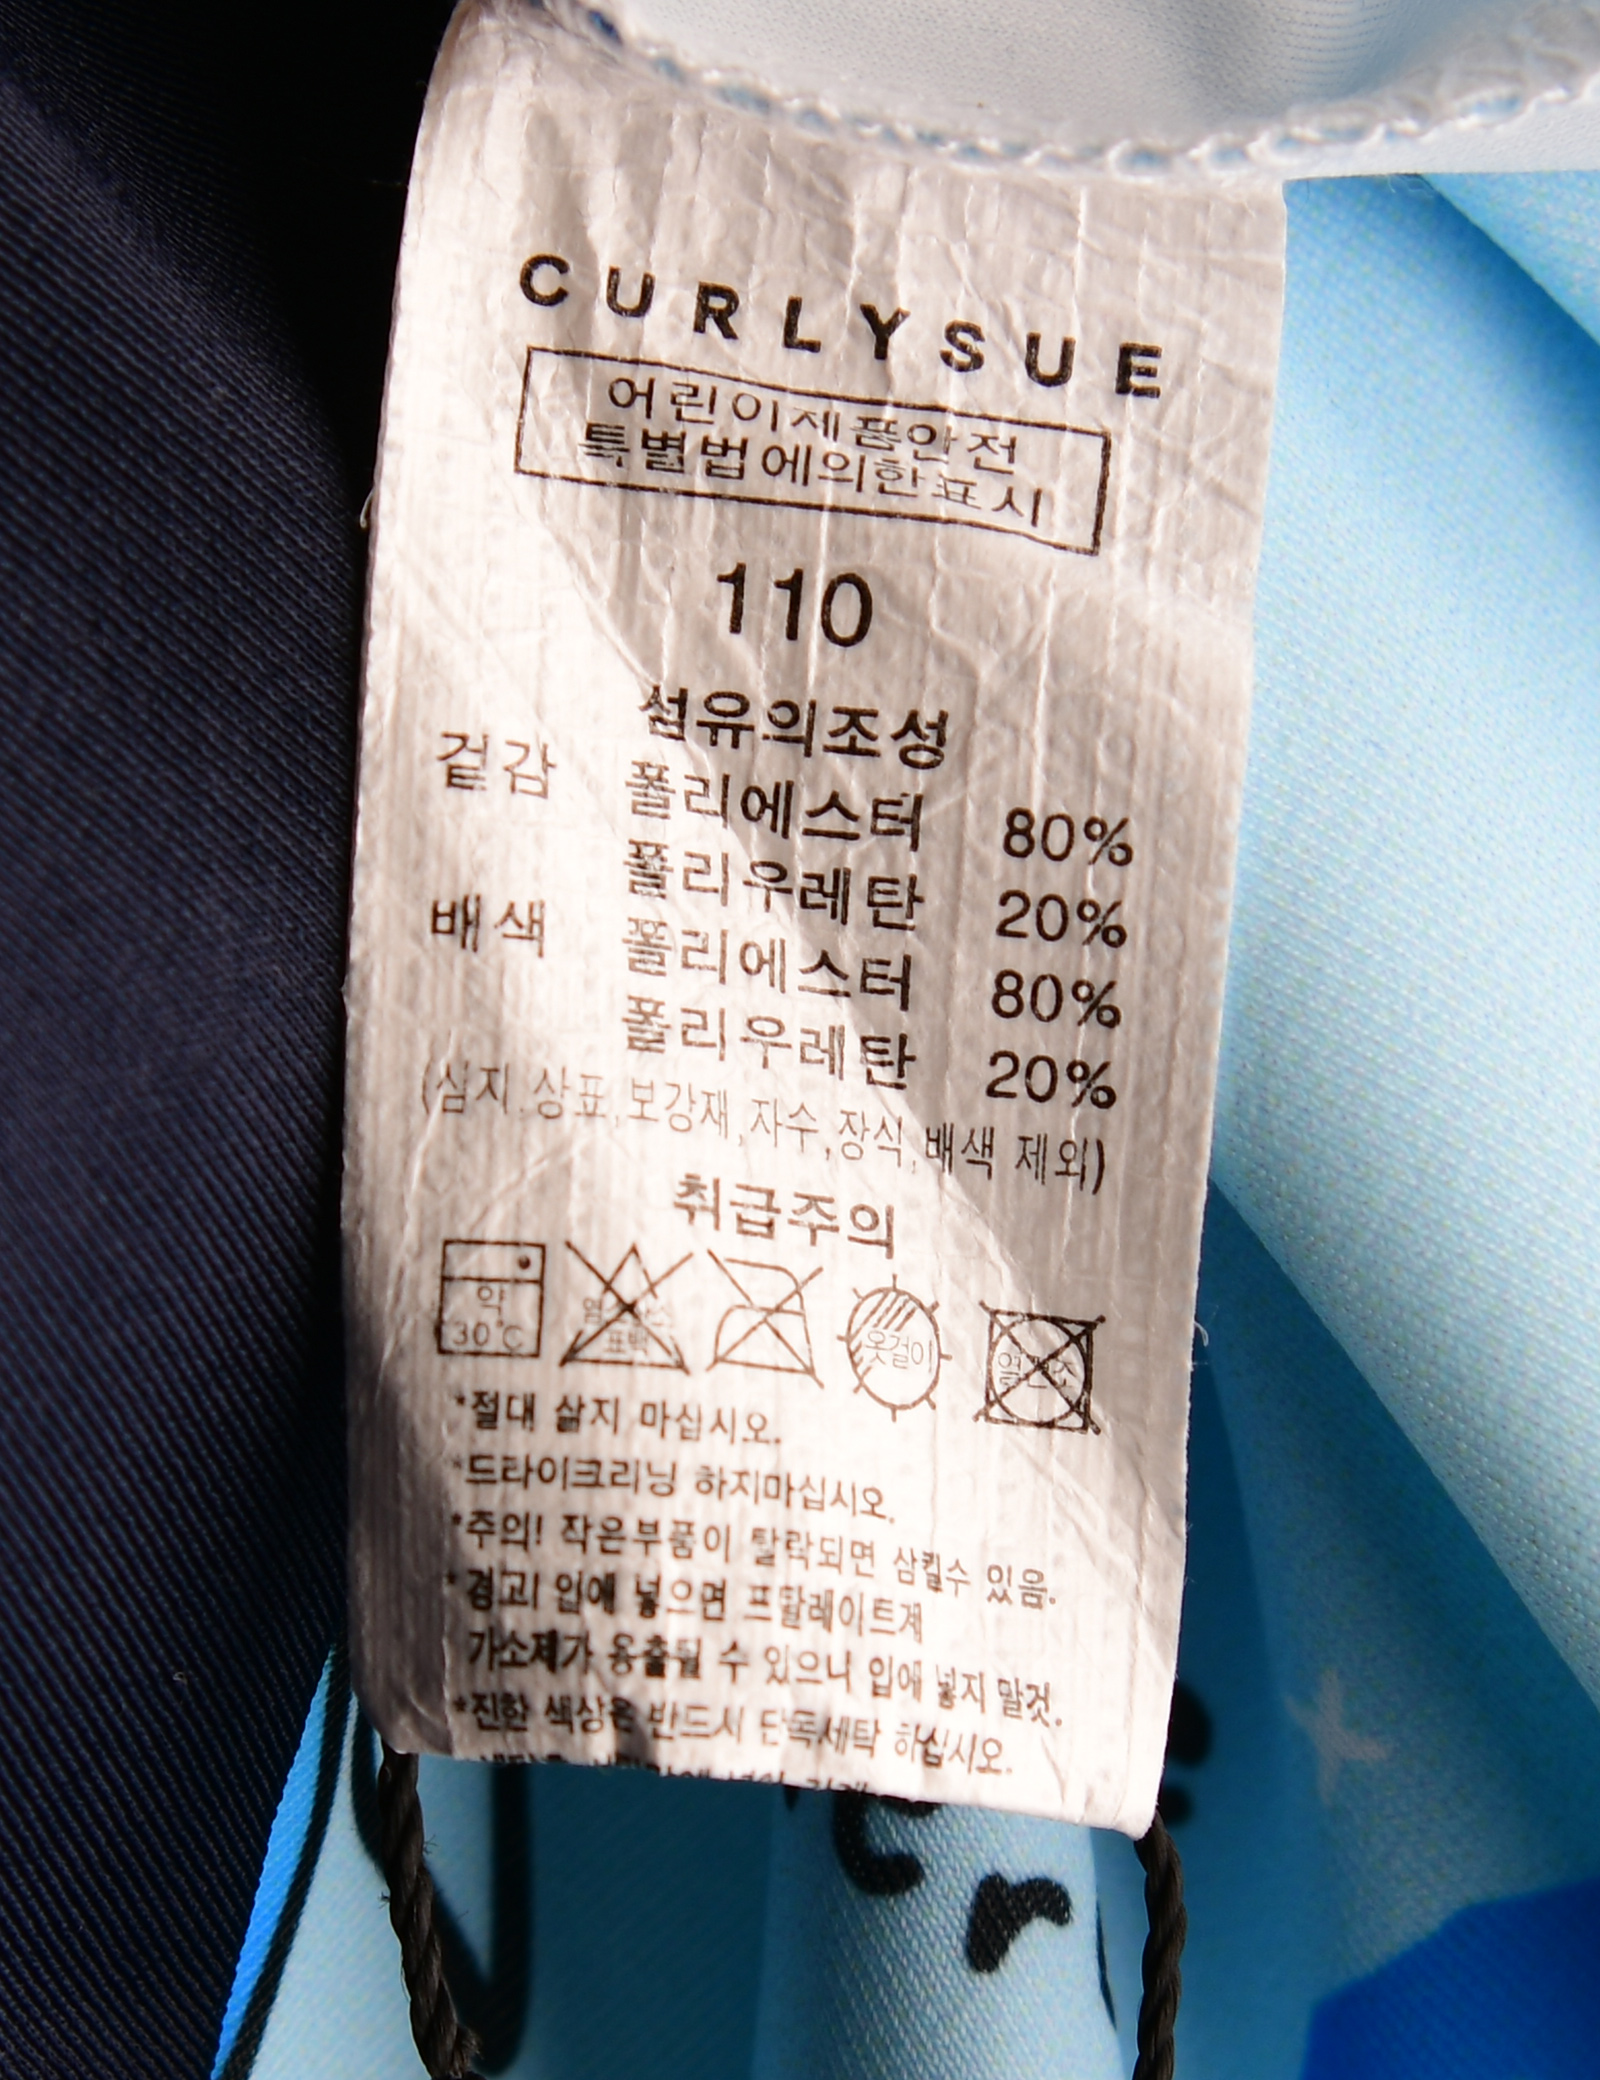 CURLYSUE
어린이제품안전
특별법에의한표시
110
섬유의조성
겉감 폴리에스터 80%
폴리우레탄 20%
배색 폴리에스터 80%
폴리우레탄 20%
(심지,상표,보강재,자수,장식,배색 제외)
취급주의
약 30℃
표백
옷걸이
*절대 삶지 마십시오.
*드라이크리닝 하지마십시오.
*주의! 작은부품이 탈락되면 삼킬수 있음.
*경고! 입에 넣으면 프탈레이트계
가소제가 용출될 수 있으니 입에 넣지 말것.
*진한 색상은 반드시 단독세탁 하십시오.
er